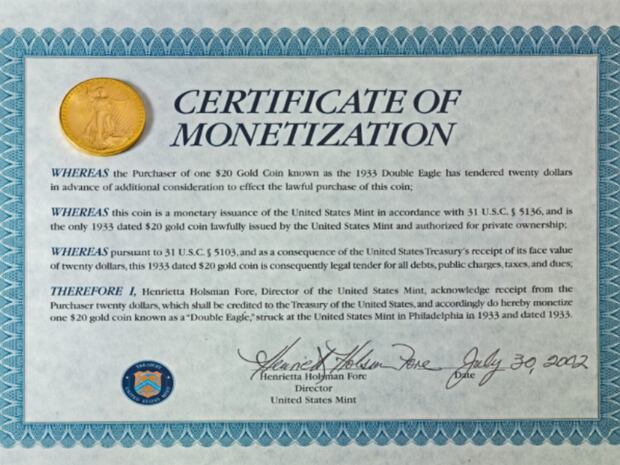 CERTIFICATE OF
MONETIZATION
WHEREAS the Purchaser of one $20 Gold Coin known as the 1933 Double Eagle has tendered twenty dollars
in advance of additional consideration to effect the lawful purchase of this coin;
WHEREAS this coin is a monetary issuance of the United States Mint in accordance with 31 U.S.C. § 5136, and is
the only 1933 dated $20 gold coin lawfully issued by the United States Mint and authorized for private ownership;
WHEREAS pursuant to 31 U.S.C. § 5103, and as a consequence of the United States Treasury's receipt of its face value
of twenty dollars, this 1933 dated $20 gold coin is consequently legal tender for all debts, public charges, taxes, and dues;
THEREFORE I, Henrietta Holsman Fore, Director of the United States Mint, acknowledge receipt from the
Purchaser twenty dollars, which shall be credited to the Treasury of the United States, and accordingly do hereby monetize
one $20 gold coin known as a "Double Eagle," struck at the United States Mint in Philadelphia in 1933 and dated 1933.
Henrietta Holsman Fore July 30, 2002
Henrietta Holsman Fore Date
Director
United States Mint